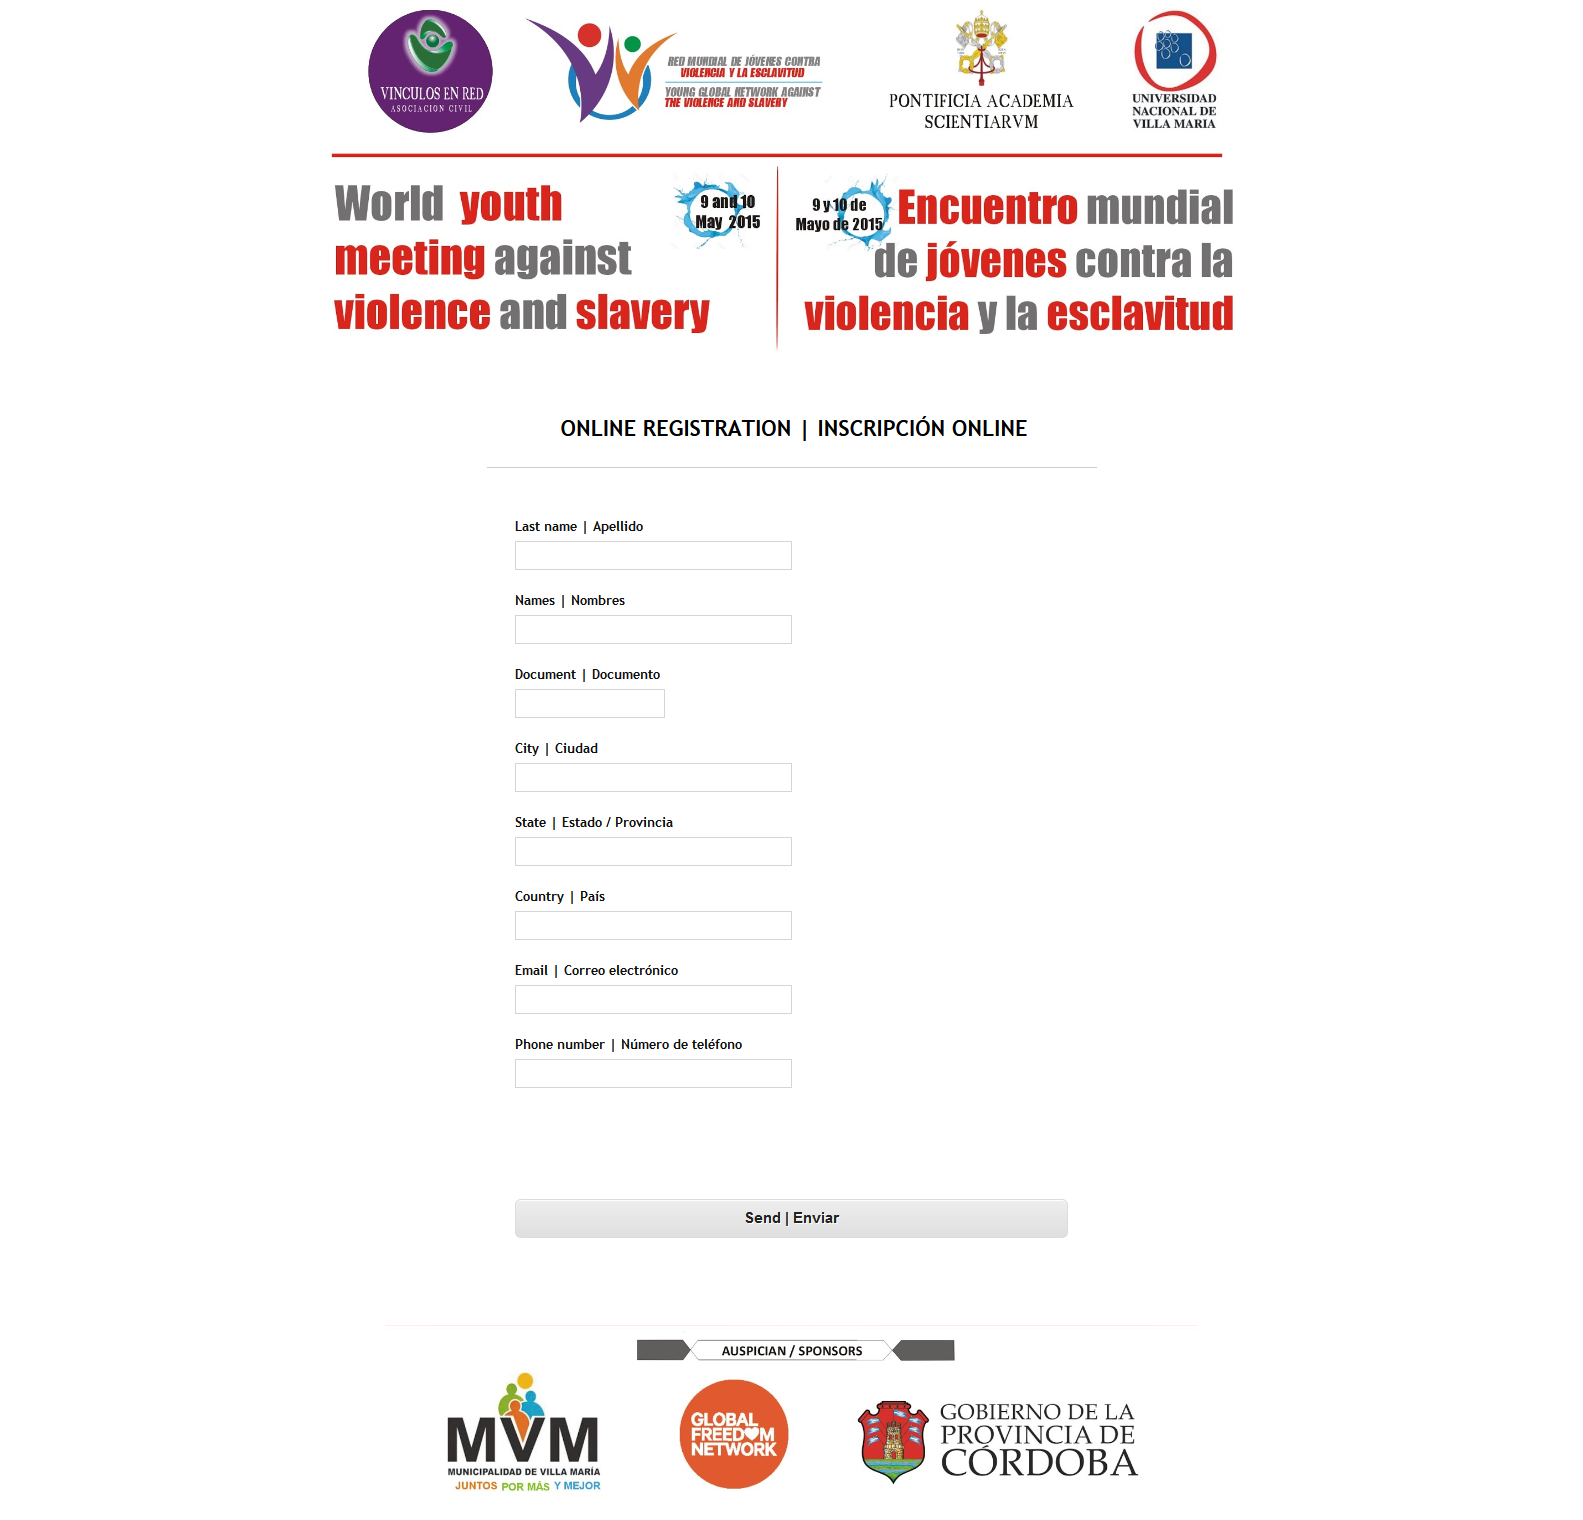 VINCULOS EN RED
ASOCIACION CIVIL
RED MUNDIAL DE JÓVENES CONTRA
VIOLENCIA Y LA ESCLAVITUD
YOUNG GLOBAL NETWORK AGAINST
THE VIOLENCE AND SLAVERY
PONTIFICIA ACADEMIA
SCIENTIARVM
UNIVERSIDAD
NACIONAL DE
VILLA MARIA
World youth
meeting against
violence and slavery
9 and 10
May 2015
9 y 10 de
Mayo de 2015
Encuentro mundial
de jóvenes contra la
violencia y la esclavitud
ONLINE REGISTRATION | INSCRIPCIÓN ONLINE
Last name | Apellido
Names | Nombres
Document | Documento
City | Ciudad
State | Estado / Provincia
Country | País
Email | Correo electrónico
Phone number | Número de teléfono
Send | Enviar
AUSPICIAN / SPONSORS
MVM
MUNICIPALIDAD DE VILLA MARÍA
JUNTOS POR MÁS Y MEJOR
GLOBAL
FREEDOM
NETWORK
GOBIERNO DE LA
PROVINCIA DE
CÓRDOBA